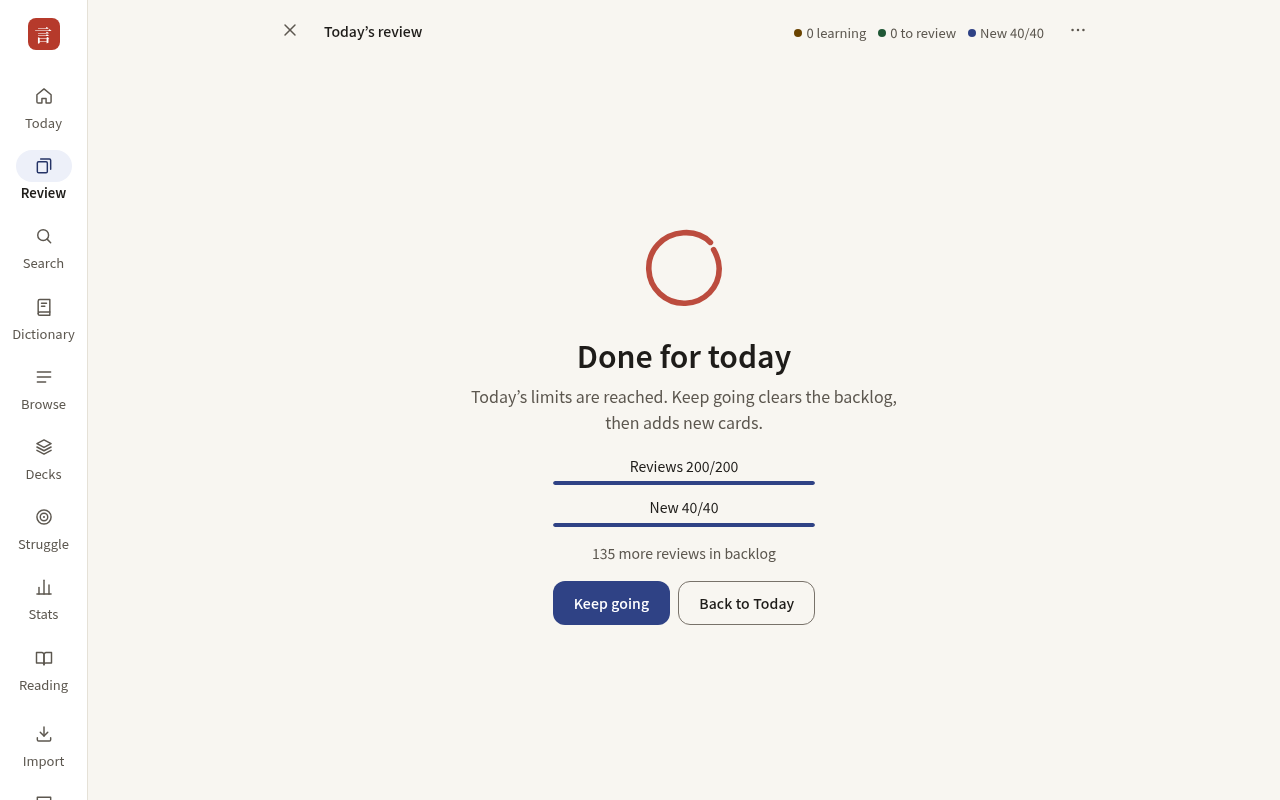 言
Today
Review
Search
Dictionary
Browse
Decks
Struggle
Stats
Reading
Import
Today’s review
0 learning
0 to review
New 40/40
Done for today
Today’s limits are reached. Keep going clears the backlog,
then adds new cards.
Reviews 200/200
New 40/40
135 more reviews in backlog
Keep going
Back to Today